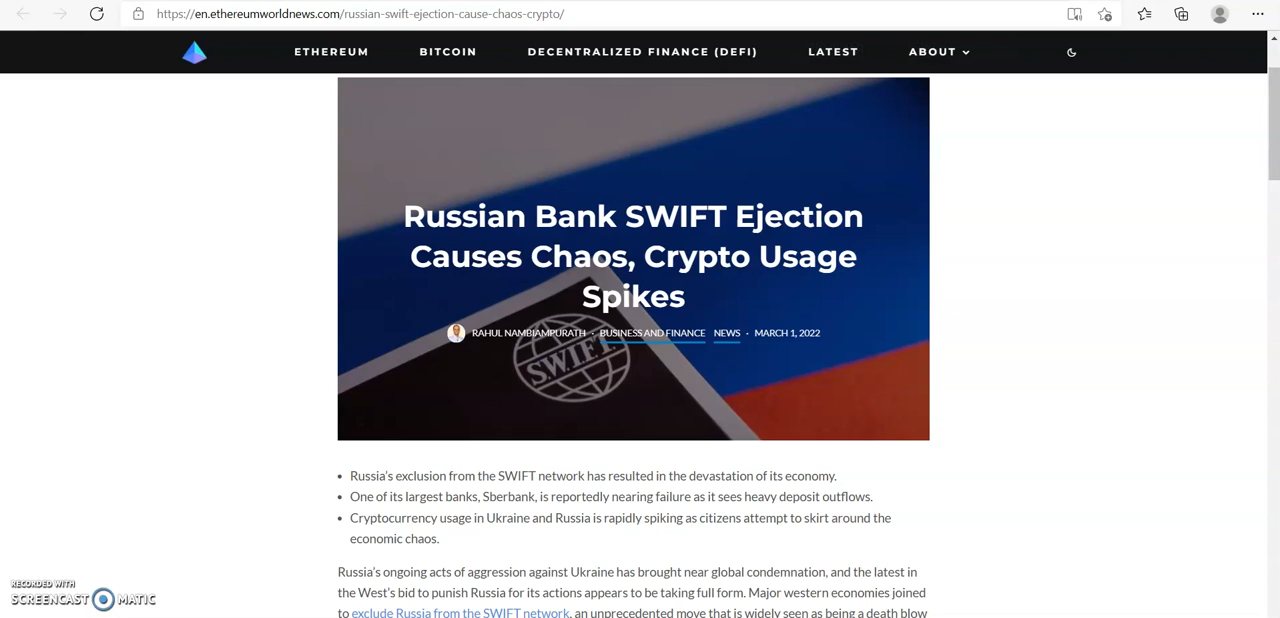 https://en.ethereumworldnews.com/russian-swift-ejection-cause-chaos-crypto/
ETHEREUM BITCOIN DECENTRALIZED FINANCE (DEFI) LATEST ABOUT
Russian Bank SWIFT Ejection
Causes Chaos, Crypto Usage
Spikes
RAHUL NAMBIAMPURATH · BUSINESS AND FINANCE NEWS · MARCH 1, 2022
S.W.I.F.T.
• Russia’s exclusion from the SWIFT network has resulted in the devastation of its economy.
• One of its largest banks, Sberbank, is reportedly nearing failure as it sees heavy deposit outflows.
• Cryptocurrency usage in Ukraine and Russia is rapidly spiking as citizens attempt to skirt around the
economic chaos.
Russia’s ongoing acts of aggression against Ukraine has brought near global condemnation, and the latest in
the West’s bid to punish Russia for its actions appears to be taking full form. Major western economies joined
to exclude Russia from the SWIFT network, an unprecedented move that is widely seen as being a death blow
RECORDED WITH
SCREENCAST MATIC